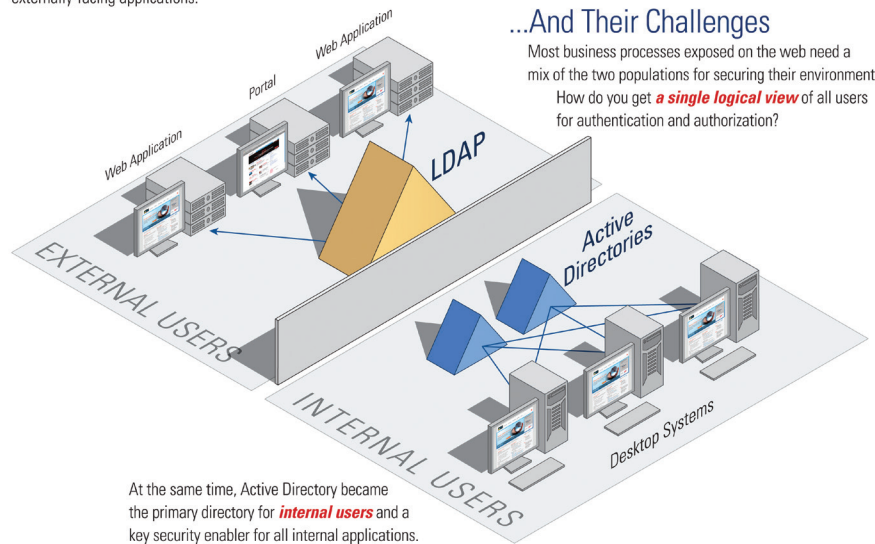 externally-facing applications.
...And Their Challenges
Most business processes exposed on the web need a
mix of the two populations for securing their environment
How do you get a single logical view of all users
for authentication and authorization?
Web Application
Portal
Web Application
LDAP
EXTERNAL USERS
Active
Directories
INTERNAL USERS
Desktop Systems
At the same time, Active Directory became
the primary directory for internal users and a
key security enabler for all internal applications.